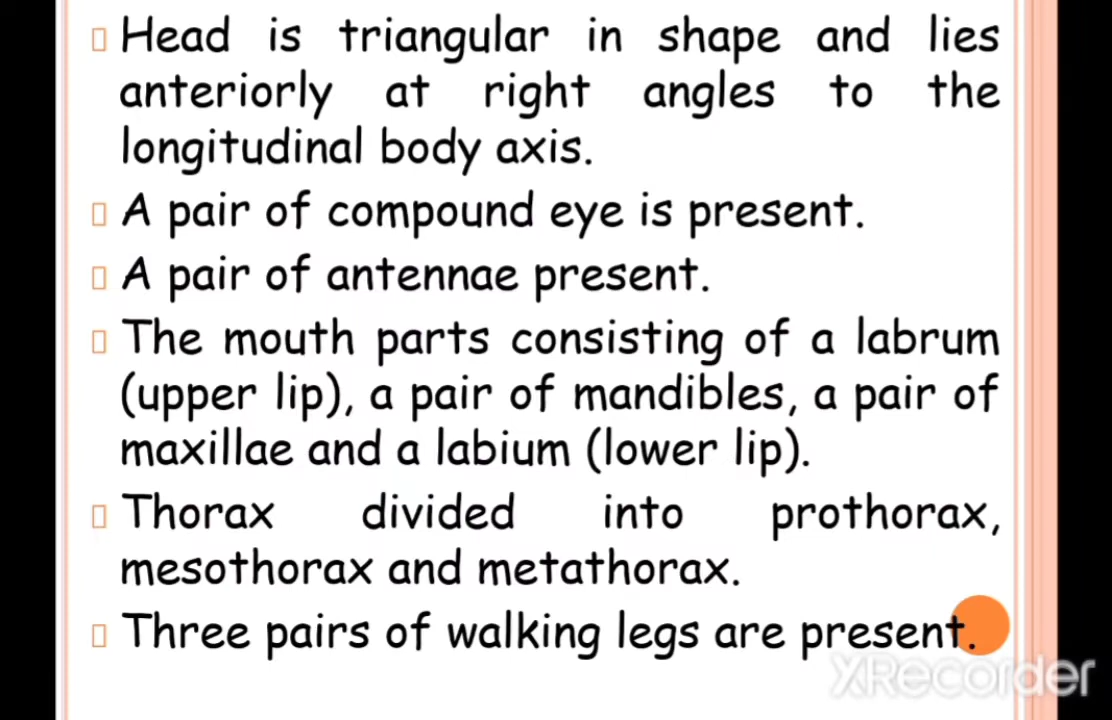 Head is triangular in shape and lies
anteriorly at right angles to the
longitudinal body axis.
A pair of compound eye is present.
A pair of antennae present.
The mouth parts consisting of a labrum
(upper lip), a pair of mandibles, a pair of
maxillae and a labium (lower lip).
Thorax divided into prothorax,
mesothorax and metathorax.
Three pairs of walking legs are present.
XRecorder